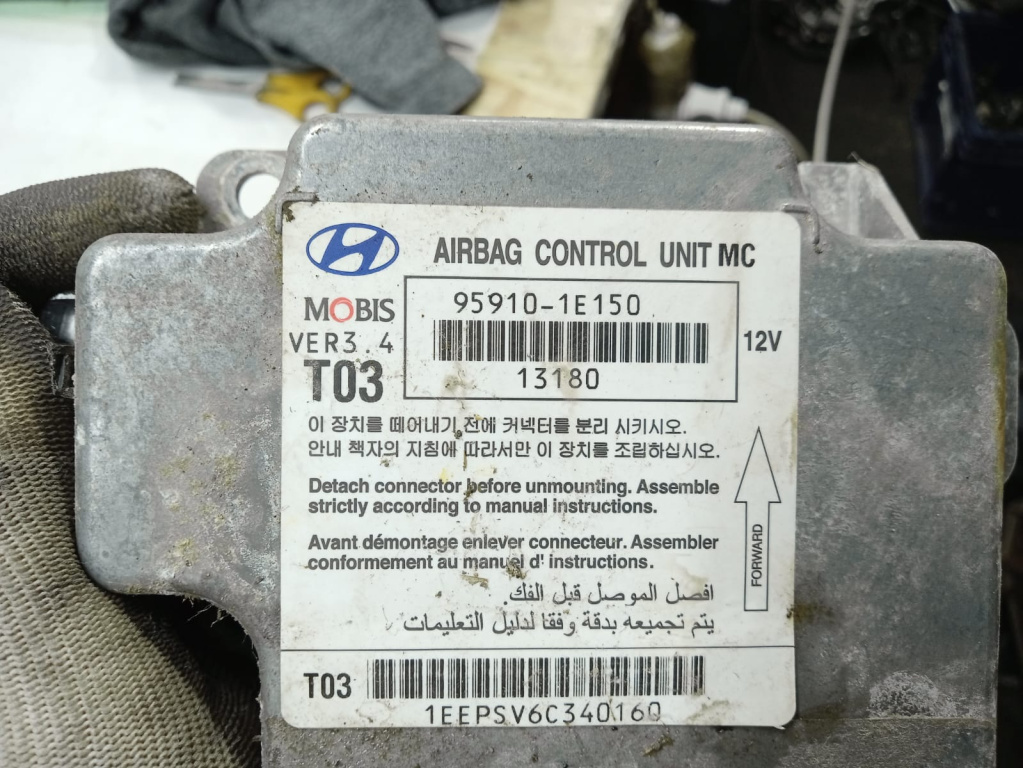 AIRBAG CONTROL UNIT MC
MOBIS
95910-1E150
VER3.4
12V
T03
13180
이 장치를 떼어내기 전에 커넥터를 분리 시키시오.
안내 책자의 지침에 따라서만 이 장치를 조립하십시오.
Detach connector before unmounting. Assemble
strictly according to manual instructions.
FORWARD
Avant démontage enlever connecteur. Assembler
conformement au manuel d' instructions.
افصل الموصل قبل الفك.
يتم تجميعه بدقة وفقا لدليل التعليمات
T03
1EEPSV6C340160